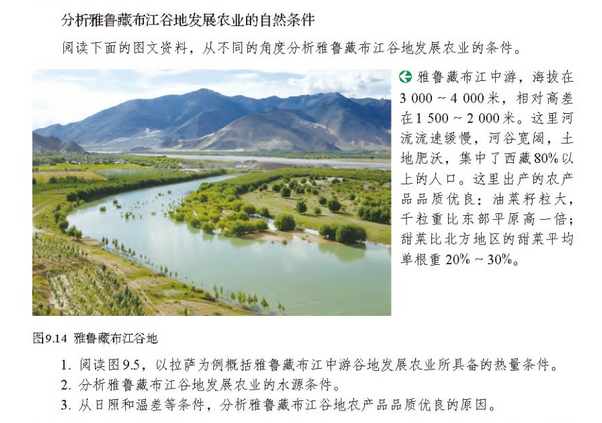 分析雅鲁藏布江谷地发展农业的自然条件
阅读下面的图文资料，从不同的角度分析雅鲁藏布江谷地发展农业的条件。
雅鲁藏布江中游，海拔在
3 000～4 000米，相对高差
在1 500～2 000米。这里河
流流速缓慢，河谷宽阔，土
地肥沃，集中了西藏80%以
上的人口。这里出产的农产
品品质优良：油菜籽粒大，
千粒重比东部平原高一倍；
甜菜比北方地区的甜菜平均
单根重20%～30%。
图9.14 雅鲁藏布江谷地
1. 阅读图9.5，以拉萨为例概括雅鲁藏布江中游谷地发展农业所具备的热量条件。
2. 分析雅鲁藏布江谷地发展农业的水源条件。
3. 从日照和温差等条件，分析雅鲁藏布江谷地农产品品质优良的原因。